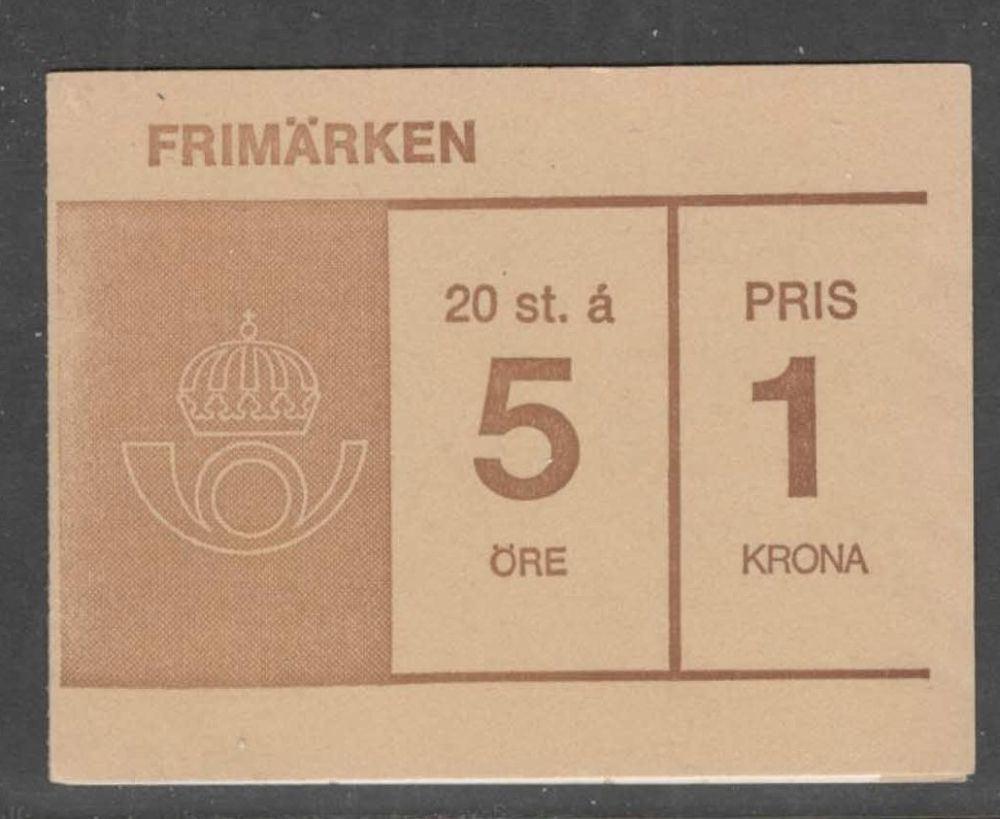 FRIMÄRKEN
20 st. á
5
ÖRE
PRIS
1
KRONA